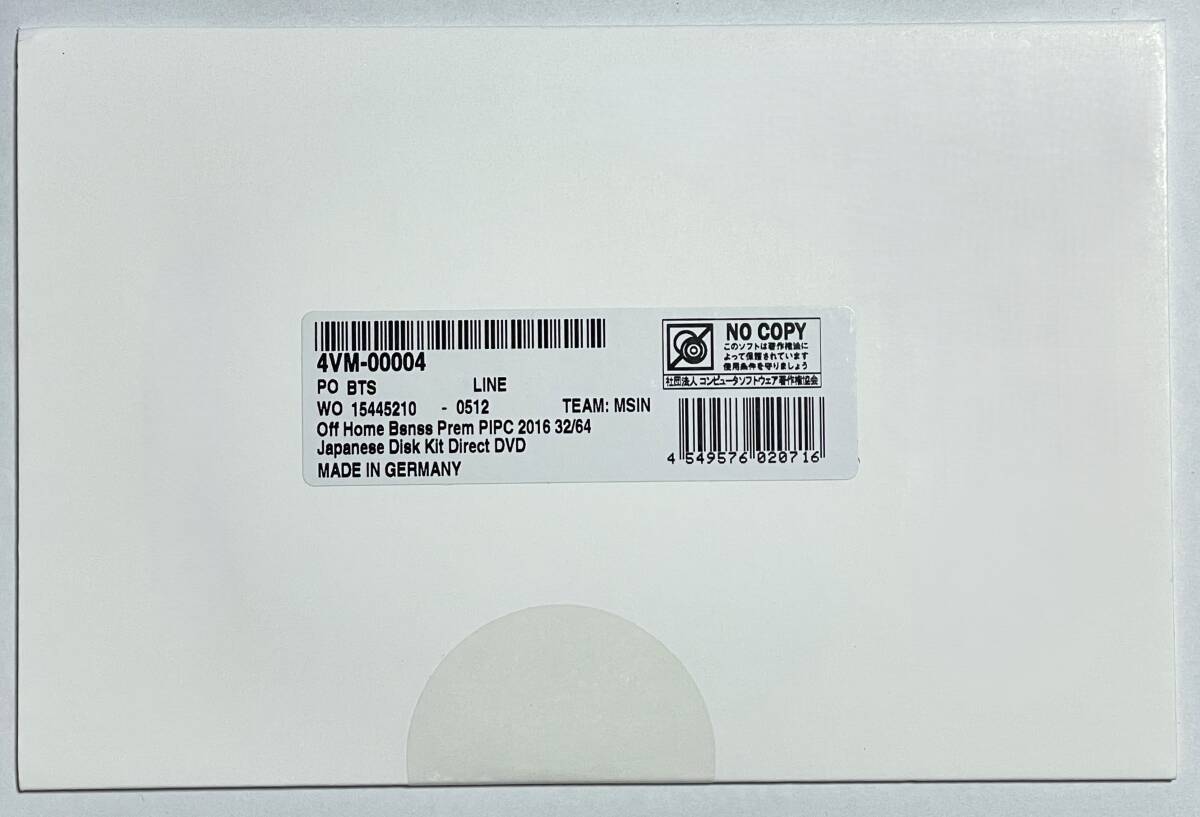 4VM-00004
PO BTS LINE
WO 15445210 - 0512 TEAM: MSIN
Off Home Bsnss Prem PIPC 2016 32/64
Japanese Disk Kit Direct DVD
MADE IN GERMANY
NO COPY
このソフトは著作権法に
よって保護されています
使用条件を守りましょう
社団法人 コンピュータソフトウェア著作権協会
4 549576 020716